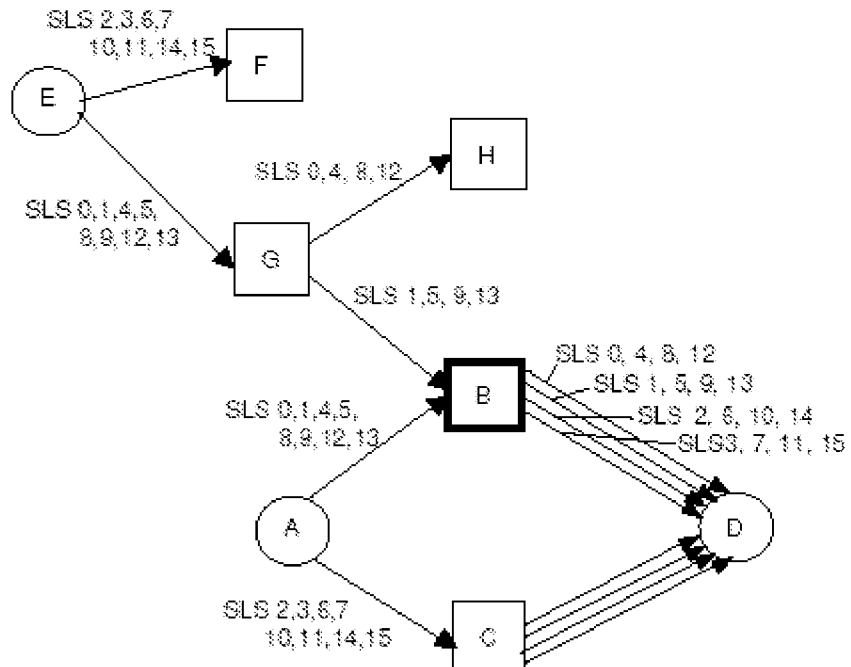 SLS 2,3,6,7
10,11,14,15
F
E
H
SLS 0,4, 8,12
SLS 0,1,4,5,
8,9,12,13
G
SLS 1,5, 9,13
SLS 0, 4, 8, 12
SLS 1, 5, 9, 13
B
SLS 2, 6, 10, 14
SLS 0,1,4,5,
8,9,12,13
SLS3, 7, 11, 15
A
D
SLS 2,3,6,7
10,11,14,15
C